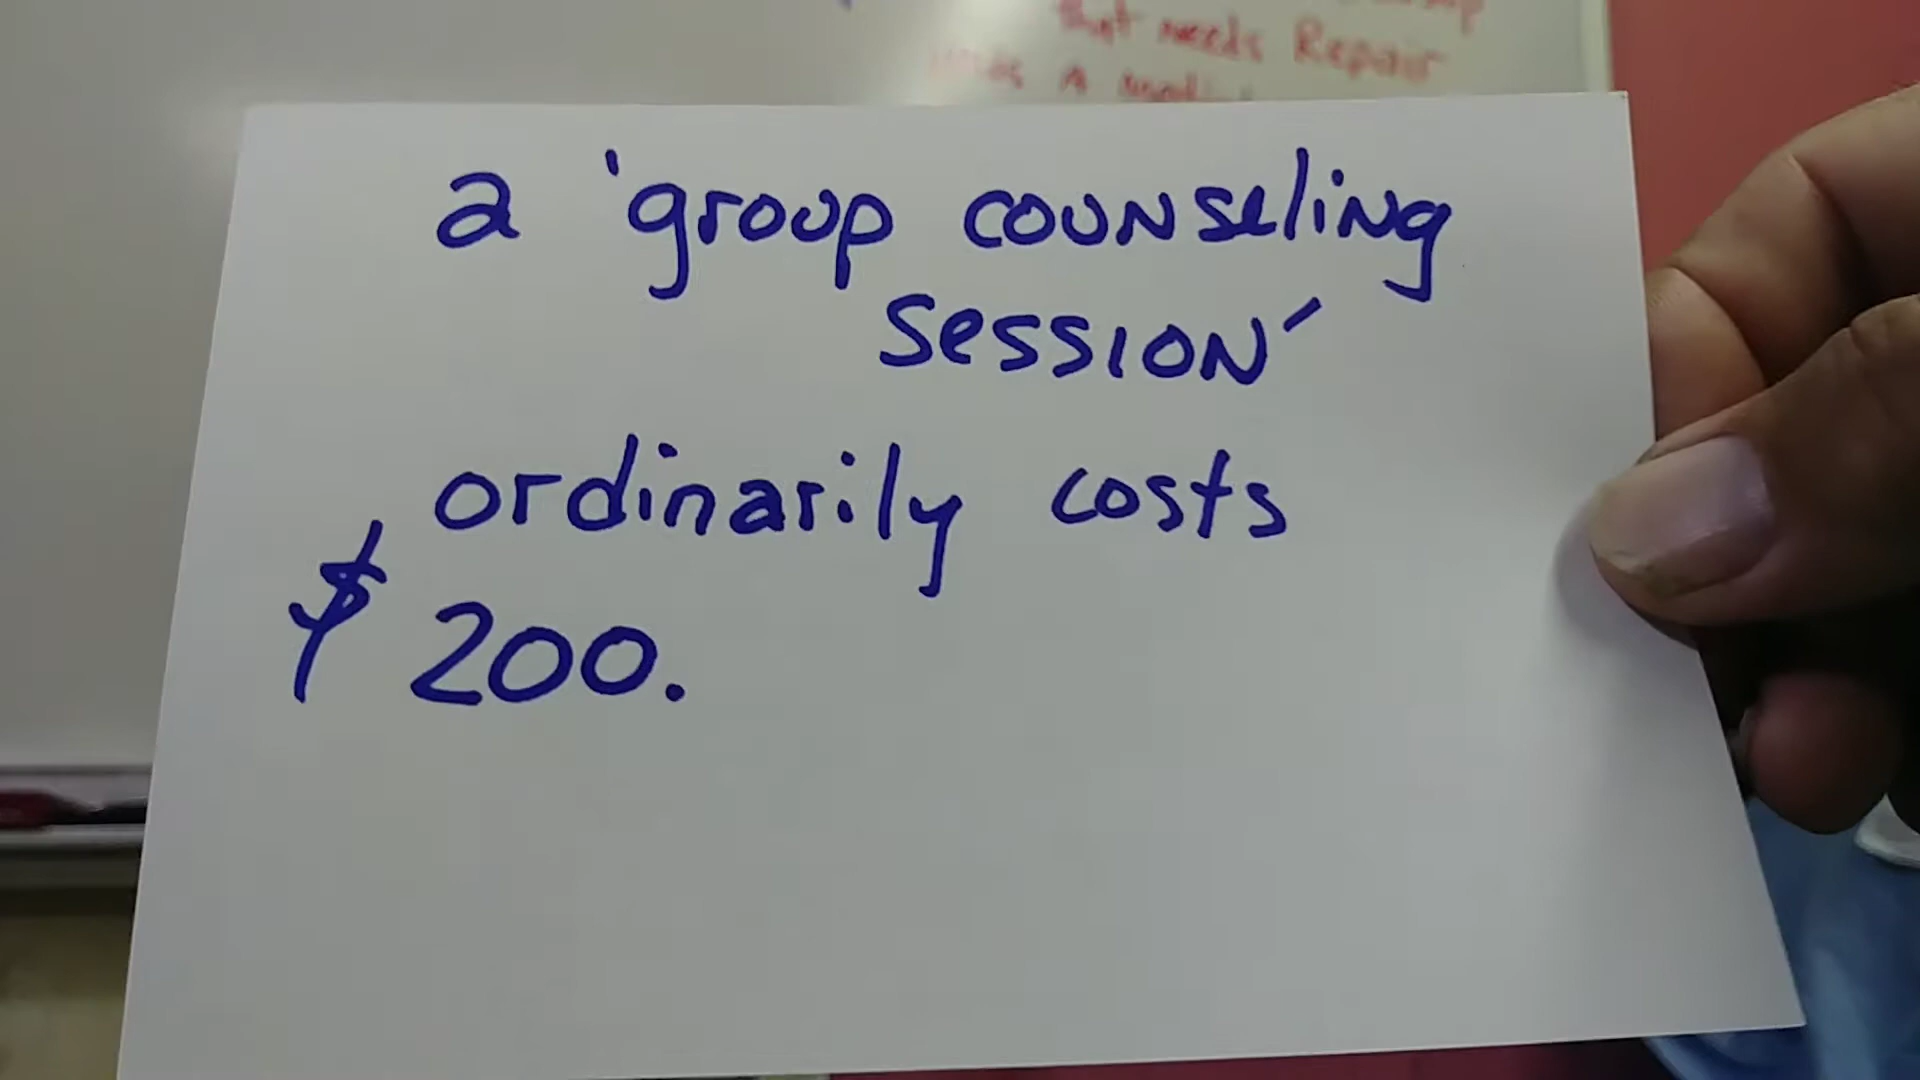 that needs Repair
a 'group counseling
session'
ordinarily costs
$ 200.